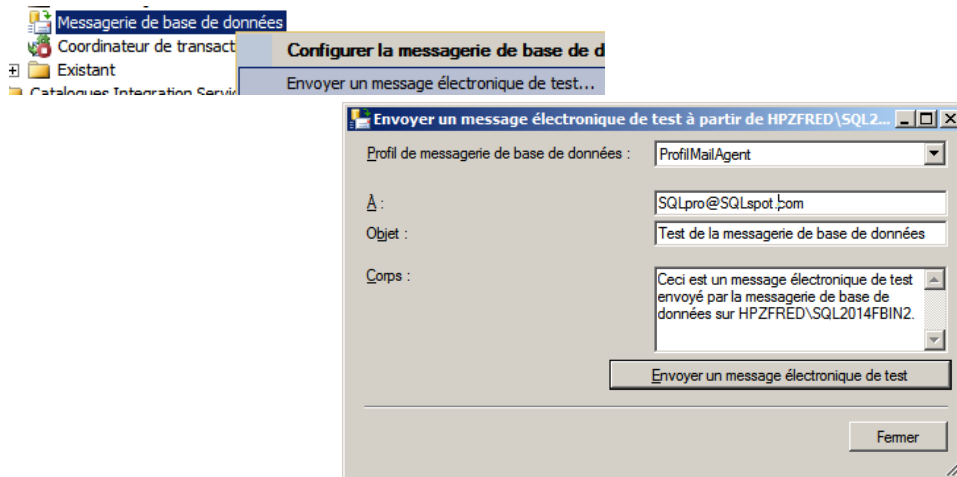 Messagerie de base de données
Coordinateur de transact
Configurer la messagerie de base de d
Existant
Envoyer un message électronique de test...
Catalogues Integration Servic
Envoyer un message électronique de test à partir de HPZFRED\SQL2...
Profil de messagerie de base de données :
ProfilMailAgent
À :
SQLpro@SQLspot.com
Objet :
Test de la messagerie de base de données
Corps :
Ceci est un message électronique de test
envoyé par la messagerie de base de
données sur HPZFRED\SQL2014FBIN2.
Envoyer un message électronique de test
Fermer